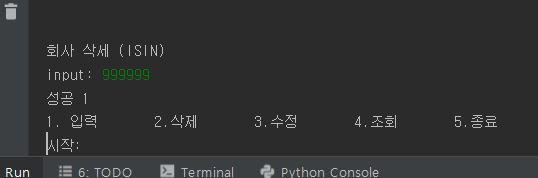 회사 삭세 (ISIN)
input: 999999
성공 1
1. 입력 2.삭제 3.수정 4.조회 5.종료
시작:
Run 6: TODO Terminal Python Console